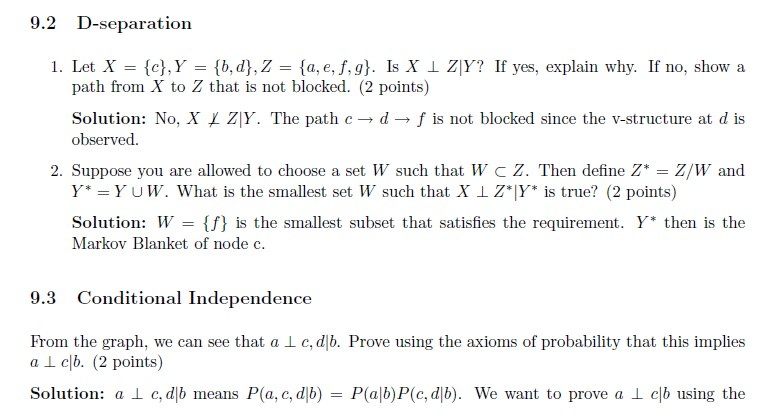 9.2 D-separation
1. Let X = {c}, Y = {b, d}, Z = {a, e, f, g}. Is X ⊥ Z|Y? If yes, explain why. If no, show a
path from X to Z that is not blocked. (2 points)
Solution: No, X ⊥̸ Z|Y. The path c → d → f is not blocked since the v-structure at d is
observed.
2. Suppose you are allowed to choose a set W such that W ⊂ Z. Then define Z* = Z/W and
Y* = Y ∪ W. What is the smallest set W such that X ⊥ Z*|Y* is true? (2 points)
Solution: W = {f} is the smallest subset that satisfies the requirement. Y* then is the
Markov Blanket of node c.
9.3 Conditional Independence
From the graph, we can see that a ⊥ c, d|b. Prove using the axioms of probability that this implies
a ⊥ c|b. (2 points)
Solution: a ⊥ c, d|b means P(a, c, d|b) = P(a|b)P(c, d|b). We want to prove a ⊥ c|b using the